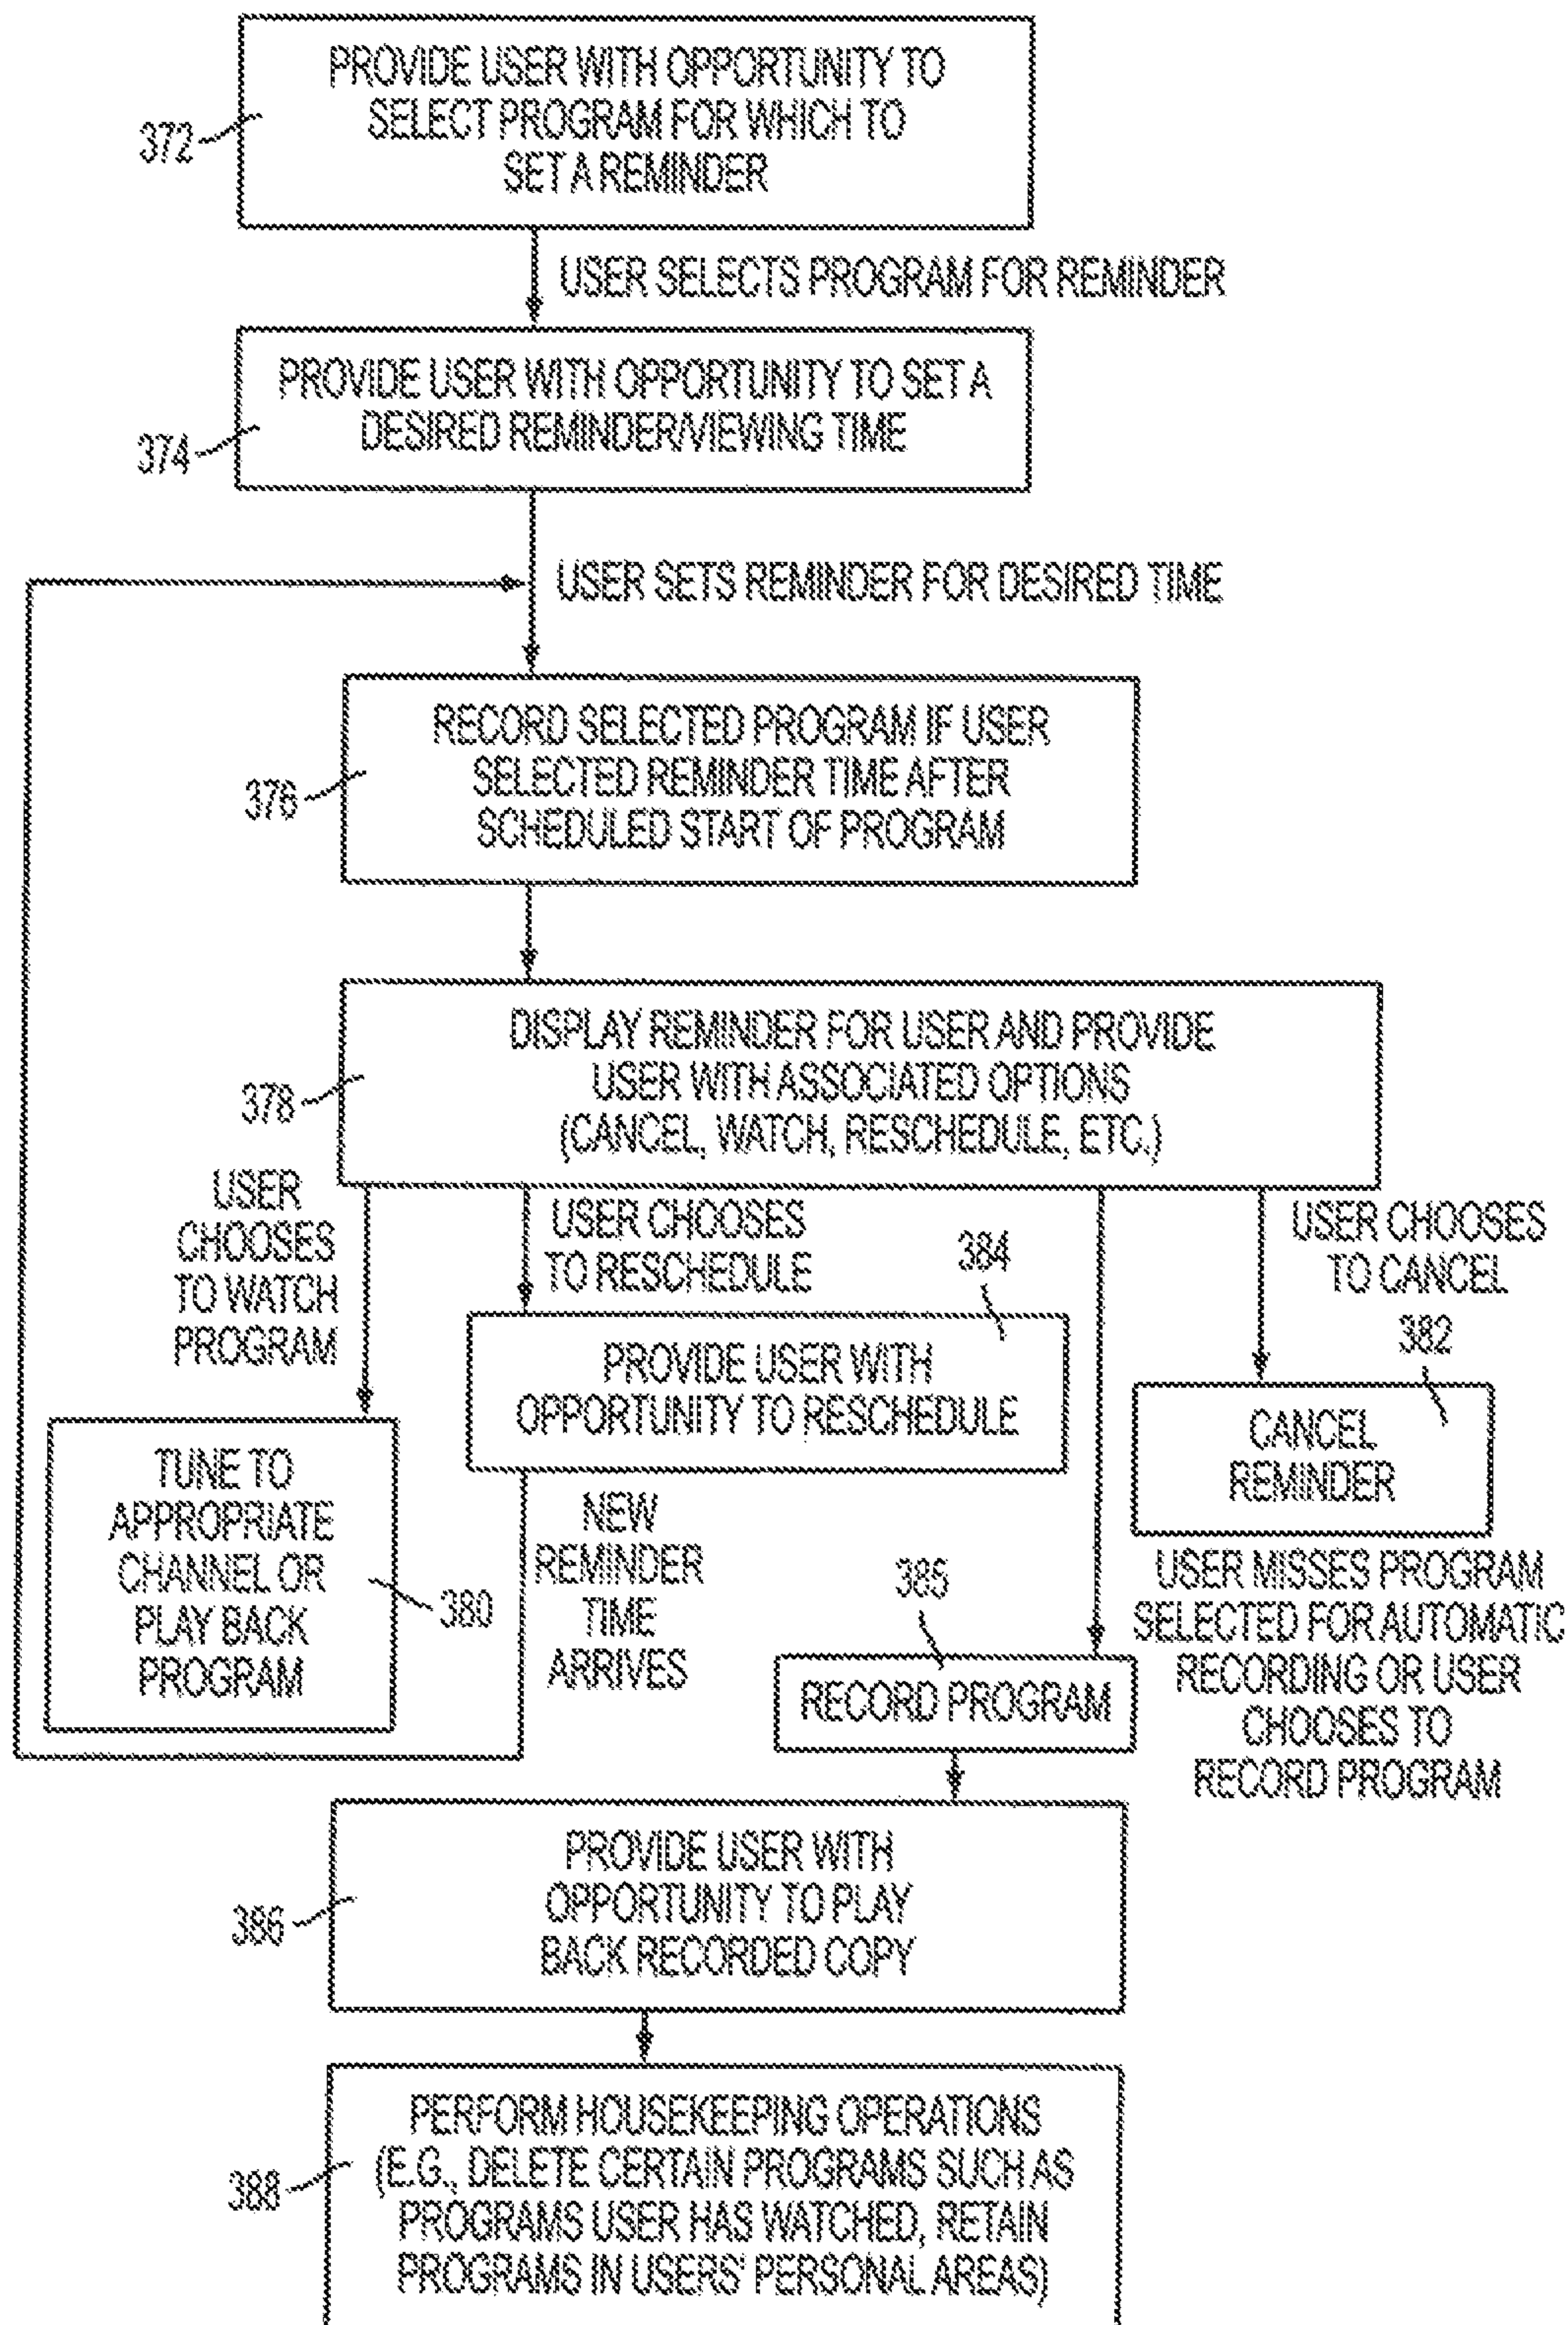 PROVIDE USER WITH OPPORTUNITY TO
SELECT PROGRAM FOR WHICH TO
SET A REMINDER
372
USER SELECTS PROGRAM FOR REMINDER
PROVIDE USER WITH OPPORTUNITY TO SET A
DESIRED REMINDER/VIEWING TIME
374
USER SETS REMINDER FOR DESIRED TIME
RECORD SELECTED PROGRAM IF USER
SELECTED REMINDER TIME AFTER
SCHEDULED START OF PROGRAM
376
DISPLAY REMINDER FOR USER AND PROVIDE
USER WITH ASSOCIATED OPTIONS
(CANCEL, WATCH, RESCHEDULE, ETC.)
378
USER
CHOOSES
TO WATCH
PROGRAM
USER CHOOSES
TO RESCHEDULE
384
USER CHOOSES
TO CANCEL
382
PROVIDE USER WITH
OPPORTUNITY TO RESCHEDULE
CANCEL
REMINDER
TUNE TO
APPROPRIATE
CHANNEL OR
PLAY BACK
PROGRAM
380
NEW
REMINDER
TIME
ARRIVES
385
RECORD PROGRAM
USER MISSES PROGRAM
SELECTED FOR AUTOMATIC
RECORDING OR USER
CHOOSES TO
RECORD PROGRAM
PROVIDE USER WITH
OPPORTUNITY TO PLAY
BACK RECORDED COPY
386
PERFORM HOUSEKEEPING OPERATIONS
(E.G., DELETE CERTAIN PROGRAMS SUCH AS
PROGRAMS USER HAS WATCHED, RETAIN
PROGRAMS IN USERS' PERSONAL AREAS)
388